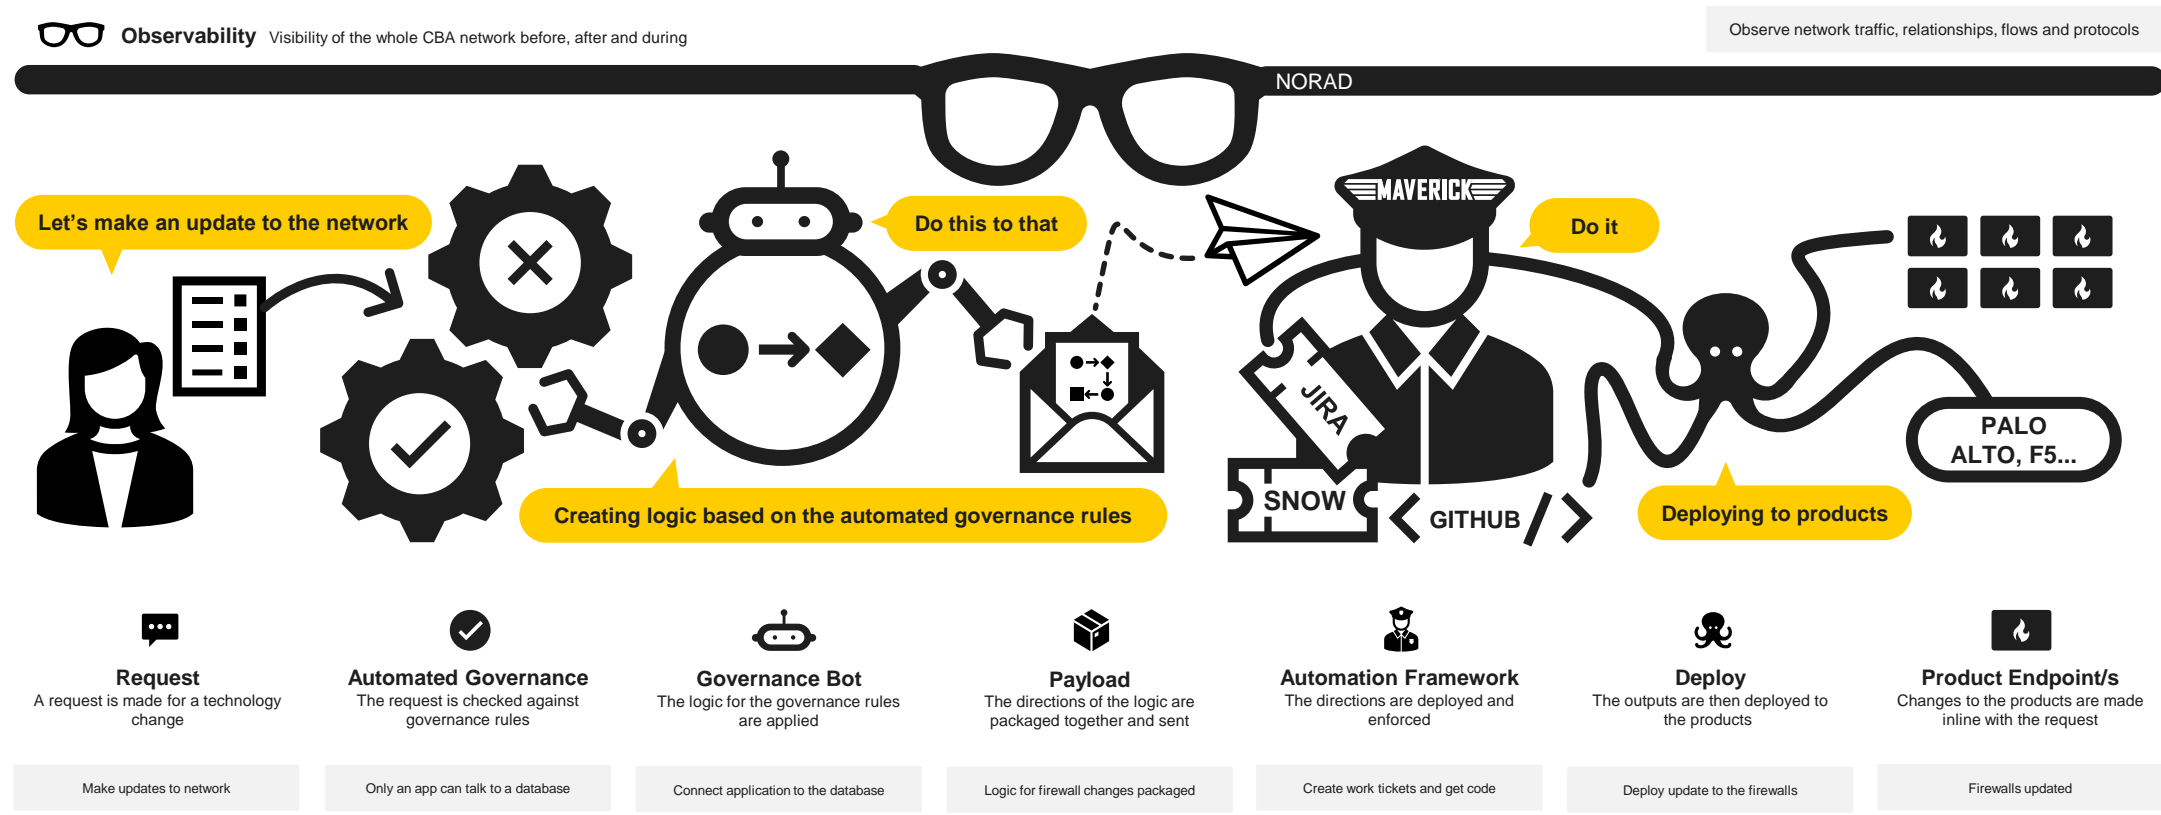 Observability Visibility of the whole CBA network before, after and during
Observe network traffic, relationships, flows and protocols
NORAD
MAVERICK
Let's make an update to the network
Do this to that
Do it
JIRA
PALO
ALTO, F5...
SNOW
GITHUB
Creating logic based on the automated governance rules
Deploying to products
Request
A request is made for a technology
change
Make updates to network
Automated Governance
The request is checked against
governance rules
Only an app can talk to a database
Governance Bot
The logic for the governance rules
are applied
Connect application to the database
Payload
The directions of the logic are
packaged together and sent
Logic for firewall changes packaged
Automation Framework
The directions are deployed and
enforced
Create work tickets and get code
Deploy
The outputs are then deployed to
the products
Deploy update to the firewalls
Product Endpoint/s
Changes to the products are made
inline with the request
Firewalls updated